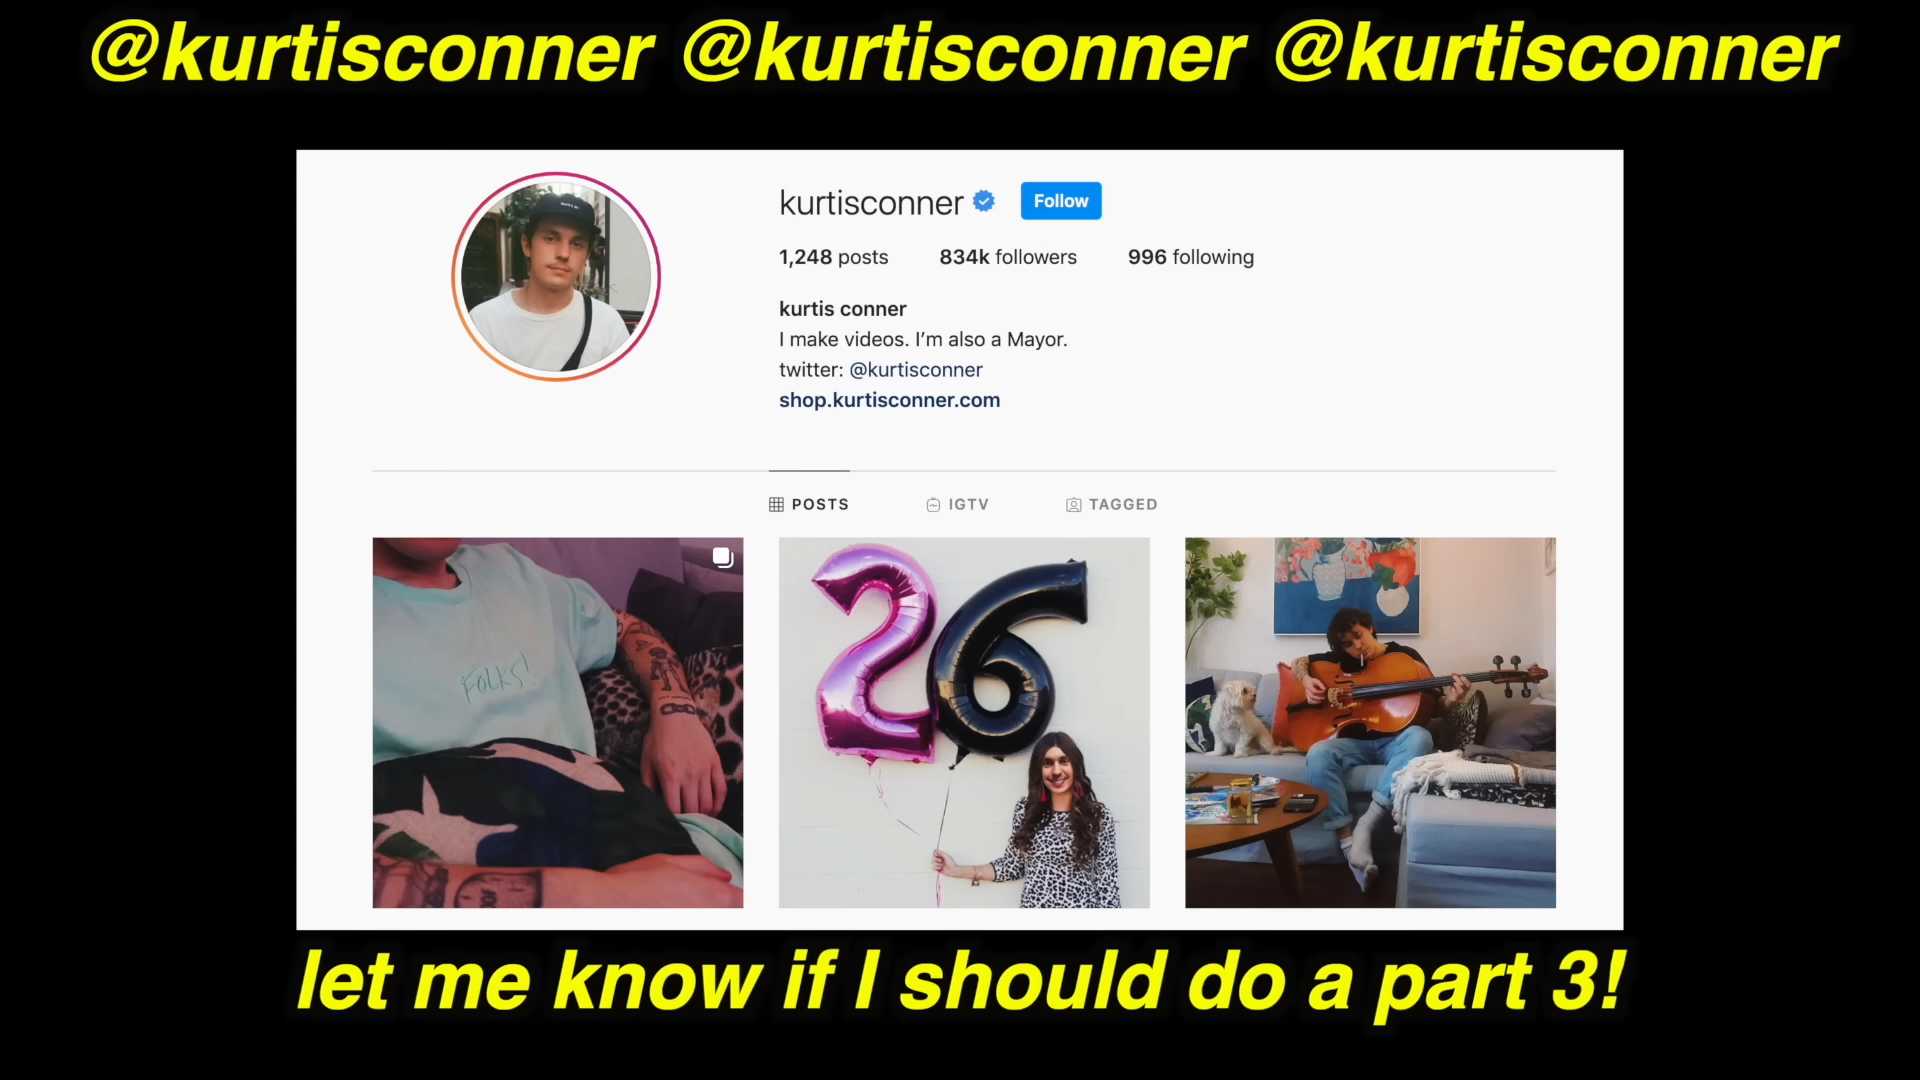 @kurtisconner @kurtisconner @kurtisconner
kurtisconner Follow
1,248 posts 834k followers 996 following
kurtis conner
I make videos. I'm also a Mayor.
twitter: @kurtisconner
shop.kurtisconner.com
POSTS IGTV TAGGED
FOLKS!
26
let me know if I should do a part 3!